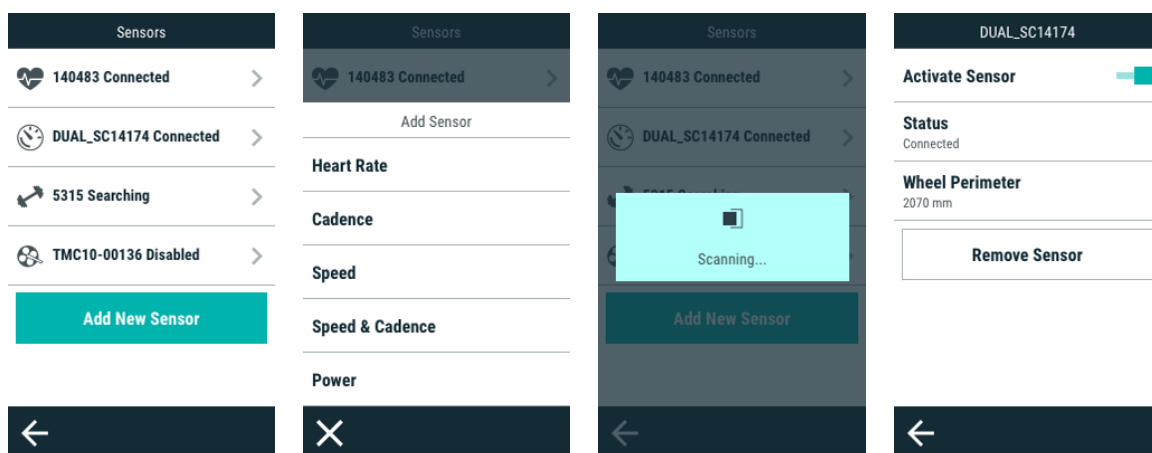 Sensors
140483 Connected
DUAL_SC14174 Connected
5315 Searching
TMC10-00136 Disabled
Add New Sensor
Sensors
140483 Connected
Add Sensor
Heart Rate
Cadence
Speed
Speed & Cadence
Power
Sensors
140483 Connected
DUAL_SC14174 Connected
Scanning...
Add New Sensor
DUAL_SC14174
Activate Sensor
Status
Connected
Wheel Perimeter
2070 mm
Remove Sensor